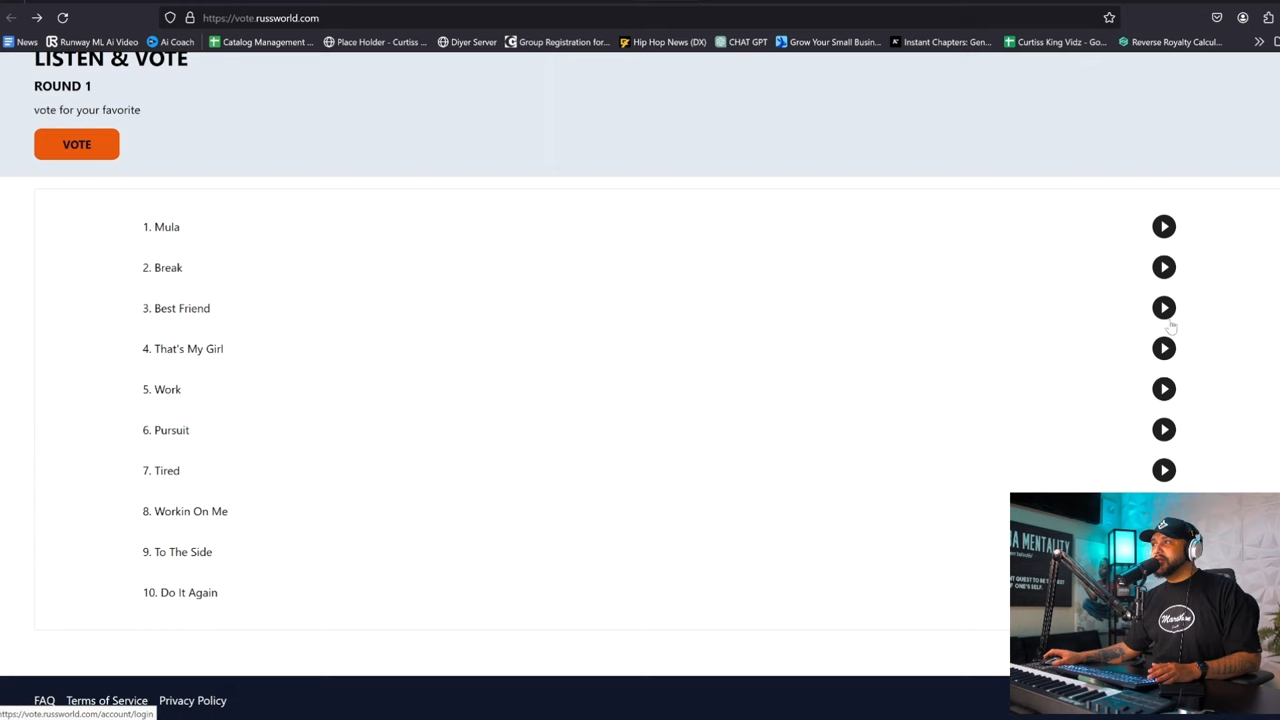 https://vote.russworld.com
News
Runway ML Ai Video
Ai Coach
Catalog Management ...
Place Holder - Curtiss ...
Diyer Server
Group Registration for...
Hip Hop News (DX)
CHAT GPT
Grow Your Small Busin...
Instant Chapters: Gen...
Curtiss King Vidz - Go...
Reverse Royalty Calcul...
LISTEN & VOTE
ROUND 1
vote for your favorite
VOTE
1. Mula
2. Break
3. Best Friend
4. That's My Girl
5. Work
6. Pursuit
7. Tired
8. Workin On Me
9. To The Side
10. Do It Again
MENTALITY
FAQ
Terms of Service
Privacy Policy
https://vote.russworld.com/account/login